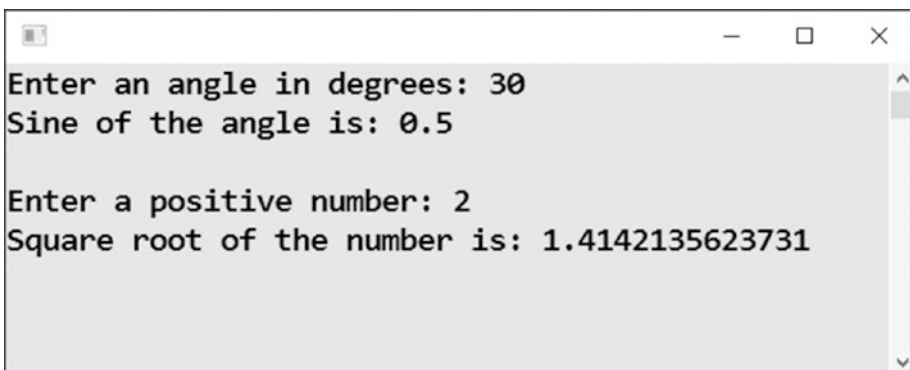 Enter an angle in degrees: 30
Sine of the angle is: 0.5
Enter a positive number: 2
Square root of the number is: 1.4142135623731